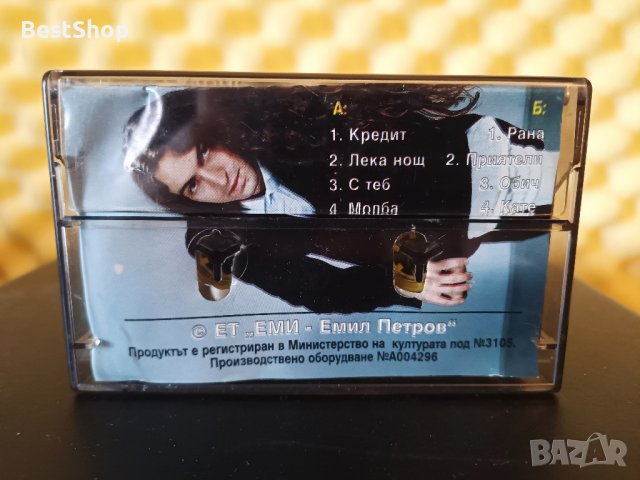 BestShop
А:
1. Кредит
2. Лека нощ
3. С теб
4. Молба
Б:
1. Рана
2. Приятели
3. Обич
4. Кате
© ЕТ „ЕМИ - Емил Петров“
Продуктът е регистриран в Министерство на културата под №3105.
Производствено оборудване №А004296
BAZAR